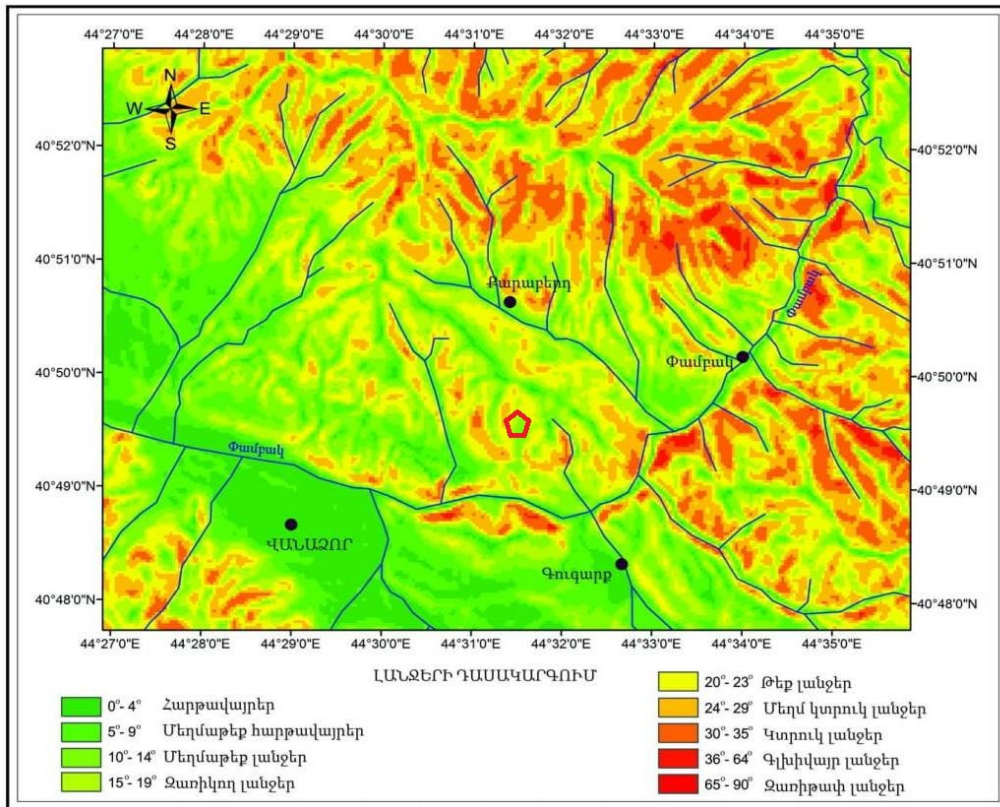 44°27'0"E 44°28'0"E 44°29'0"E 44°30'0"E 44°31'0"E 44°32'0"E 44°33'0"E 44°34'0"E 44°35'0"E
N
W E
S
40°52'0"N 40°52'0"N
40°51'0"N 40°51'0"N
Քարաբերդ
Փամբակ
Փամբակ
40°50'0"N 40°50'0"N
Փամբակ
40°49'0"N 40°49'0"N
ՎԱՆԱՁՈՐ
Գուգարք
40°48'0"N 40°48'0"N
44°27'0"E 44°28'0"E 44°29'0"E 44°30'0"E 44°31'0"E 44°32'0"E 44°33'0"E 44°34'0"E 44°35'0"E
ԼԱՆՋԵՐԻ ԴԱՍԱԿԱՐԳՈՒՄ
0°- 4° Հարթավայրեր
5°- 9° Մեղմաթեք հարթավայրեր
10°- 14° Մեղմաթեք լանջեր
15°- 19° Զառիկող լանջեր
20°- 23° Թեք լանջեր
24°- 29° Մեղմ կտրուկ լանջեր
30°- 35° Կտրուկ լանջեր
36°- 64° Գլխիվայր լանջեր
65°- 90° Զառիթափ լանջեր